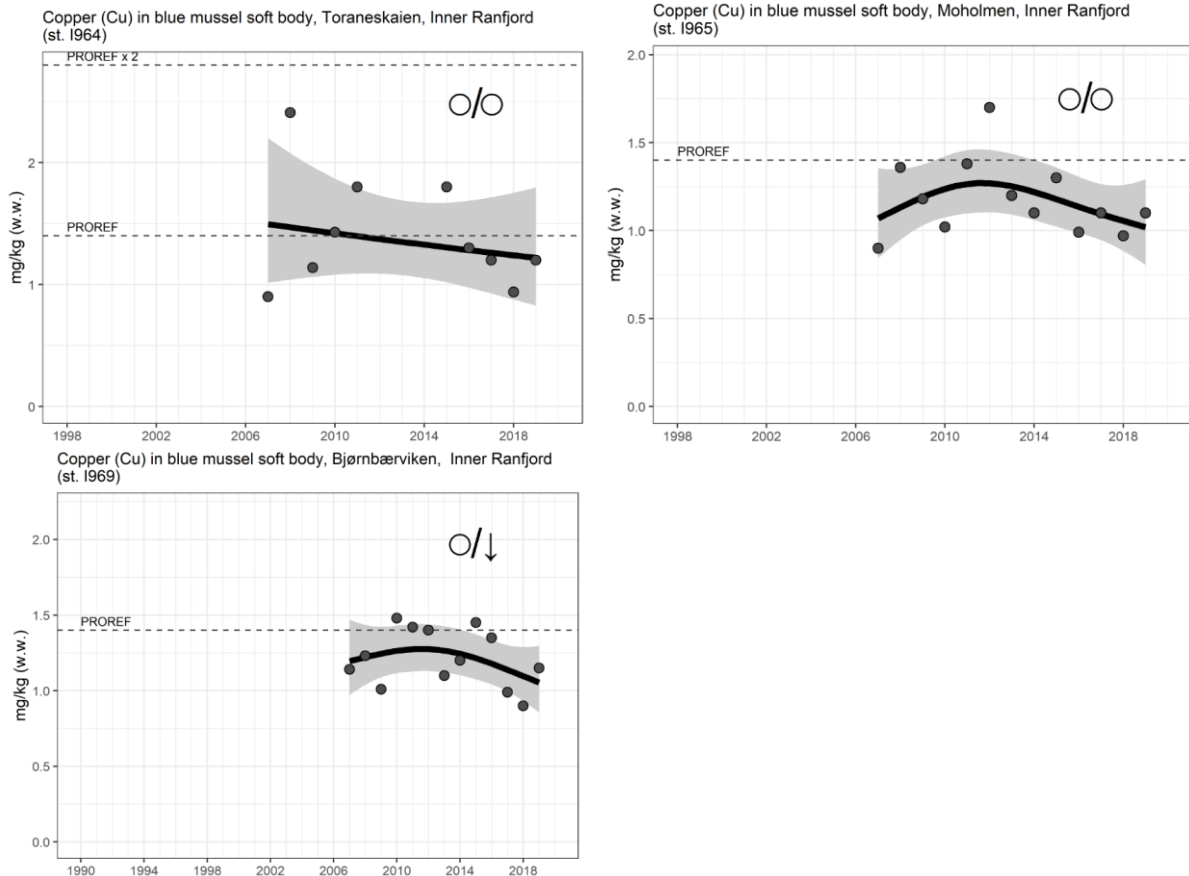 Copper (Cu) in blue mussel soft body, Toraneskaien, Inner Ranfjord
(st. I964)
PROREF x 2
○/○
2
PROREF
1
0
mg/kg (w.w.)
1998 2002 2006 2010 2014 2018
Copper (Cu) in blue mussel soft body, Moholmen, Inner Ranfjord
(st. I965)
2.0
○/○
1.5
PROREF
1.0
0.5
0.0
mg/kg (w.w.)
1998 2002 2006 2010 2014 2018
Copper (Cu) in blue mussel soft body, Bjørnbærviken, Inner Ranfjord
(st. I969)
2.0
○/↓
1.5
PROREF
1.0
0.5
0.0
mg/kg (w.w.)
1990 1994 1998 2002 2006 2010 2014 2018